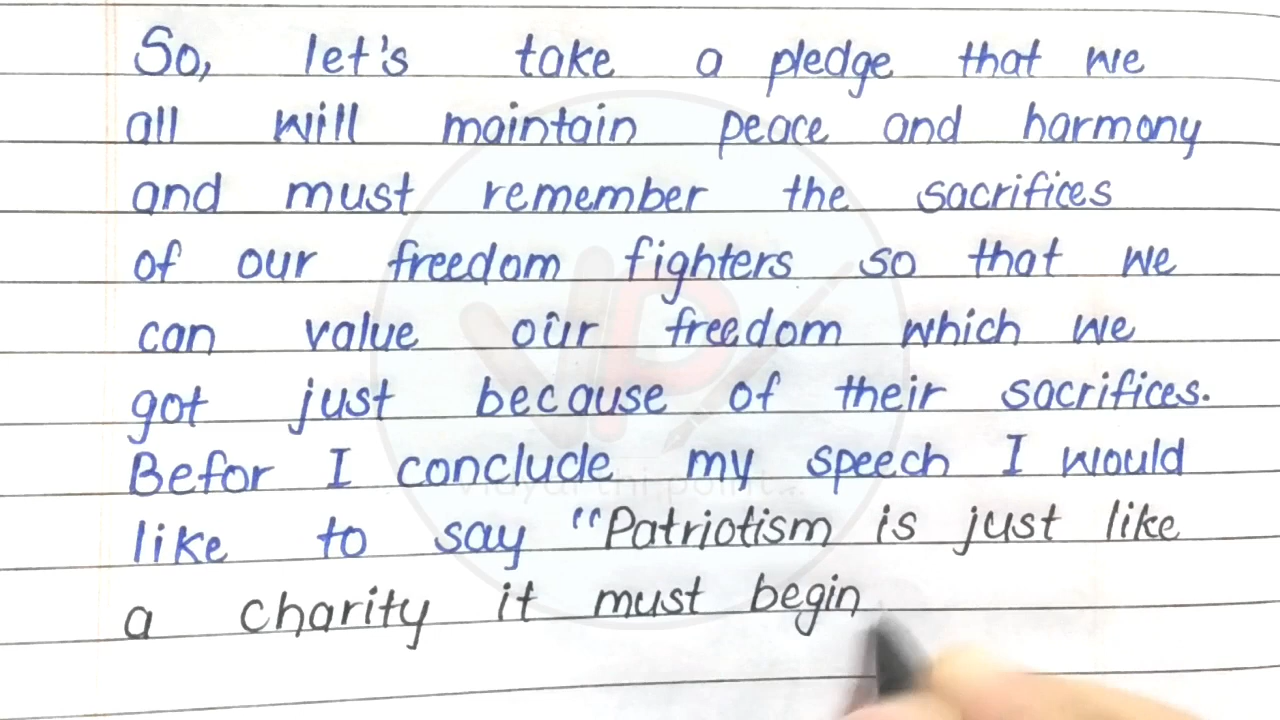 So, let's take a pledge that we
all will maintain peace and harmony
and must remember the sacrifices
of our freedom fighters so that we
can value our freedom which we
got just because of their sacrifices.
Befor I conclude my speech I would
like to say "Patriotism is just like
a charity it must begin